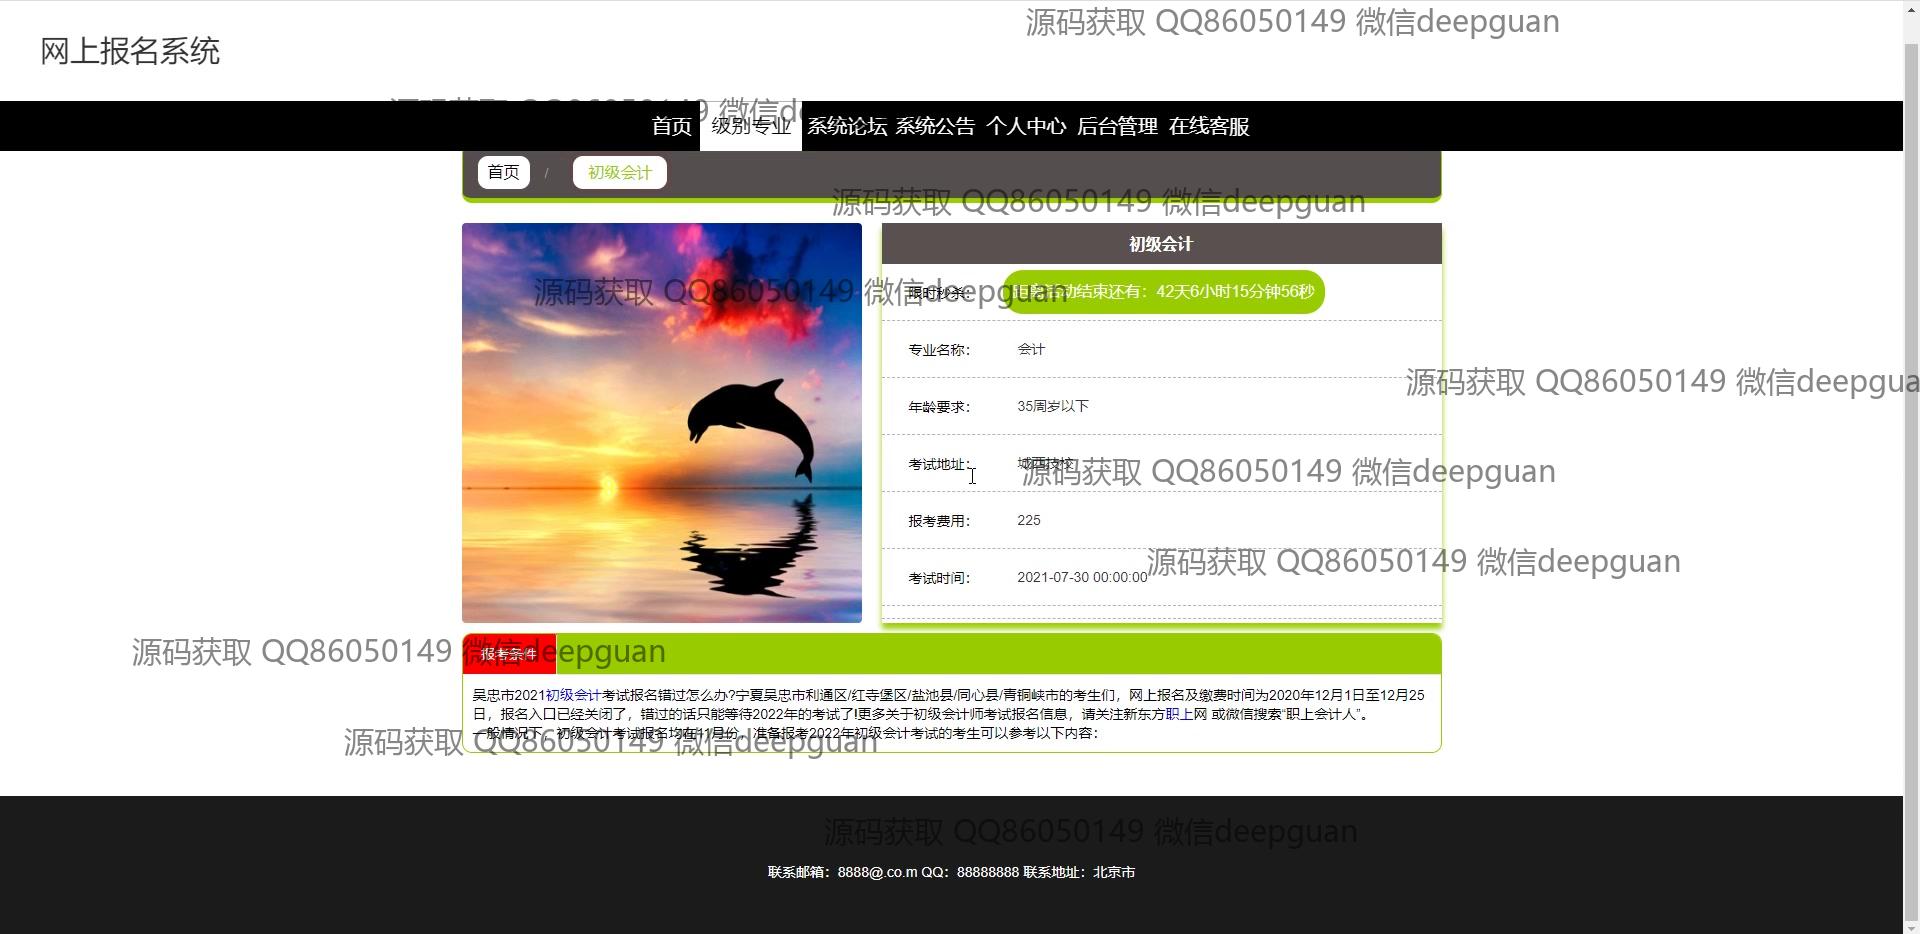 源码获取 QQ86050149 微信deepguan
网上报名系统
首页 级别专业 系统论坛 系统公告 个人中心 后台管理 在线客服
首页 / 初级会计
源码获取 QQ86050149 微信deepguan
初级会计
源码获取 QQ86050149 微信deepguan
限时秒杀: 活动结束还有：42天6小时15分钟56秒
专业名称： 会计
源码获取 QQ86050149 微信deepgua
年龄要求： 35周岁以下
考试地址： 城西技校
源码获取 QQ86050149 微信deepguan
报考费用： 225
源码获取 QQ86050149 微信deepguan
考试时间： 2021-07-30 00:00:00
源码获取 QQ86050149 微信deepguan
报考条件
吴忠市2021初级会计考试报名错过怎么办?宁夏吴忠市利通区/红寺堡区/盐池县/同心县/青铜峡市的考生们，网上报名及缴费时间为2020年12月1日至12月25
日，报名入口已经关闭了，错过的话只能等待2022年的考试了!更多关于初级会计师考试报名信息，请关注新东方职上网 或微信搜索“职上会计人”。
一般情况下，初级会计考试报名均在11月份，准备报考2022年初级会计考试的考生可以参考以下内容：
源码获取 QQ86050149 微信deepguan
源码获取 QQ86050149 微信deepguan
联系邮箱：8888@.co.m QQ：88888888 联系地址：北京市